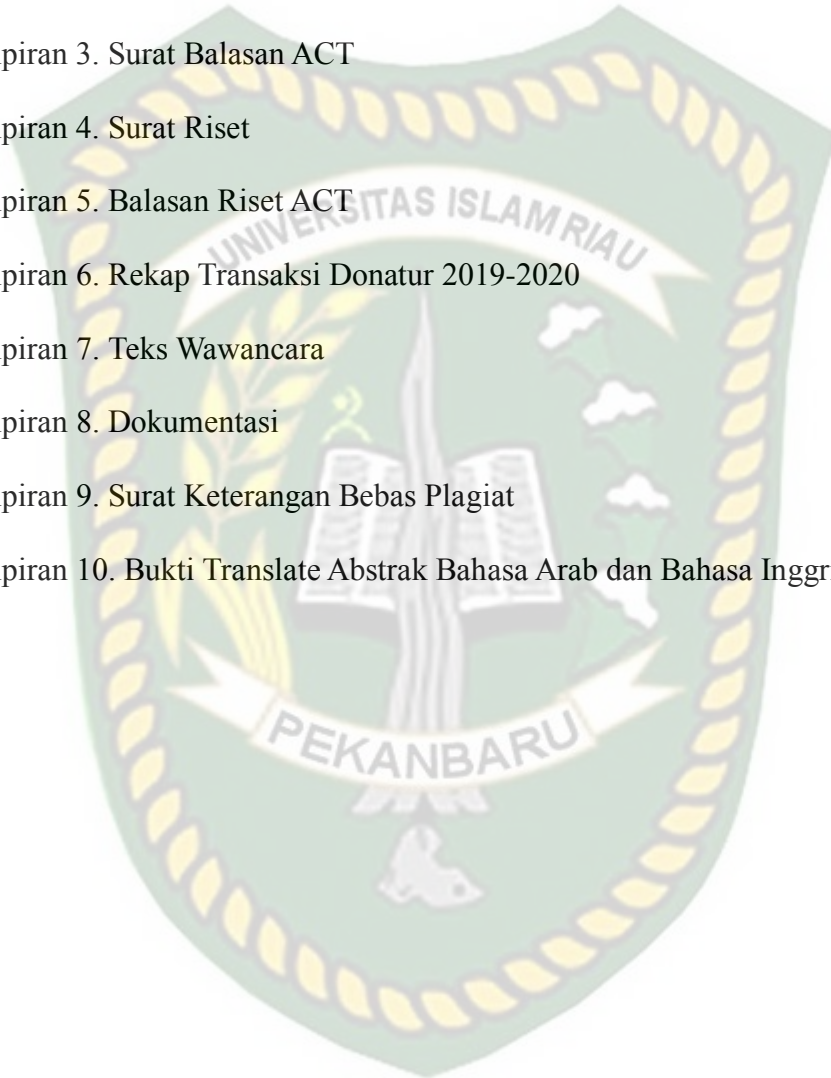 piran 3. Surat Balasan ACT
piran 4. Surat Riset
piran 5. Balasan Riset ACT
UNIVERSITAS ISLAM RIAU
piran 6. Rekap Transaksi Donatur 2019-2020
piran 7. Teks Wawancara
piran 8. Dokumentasi
piran 9. Surat Keterangan Bebas Plagiat
piran 10. Bukti Translate Abstrak Bahasa Arab dan Bahasa Inggr
PEKANBARU